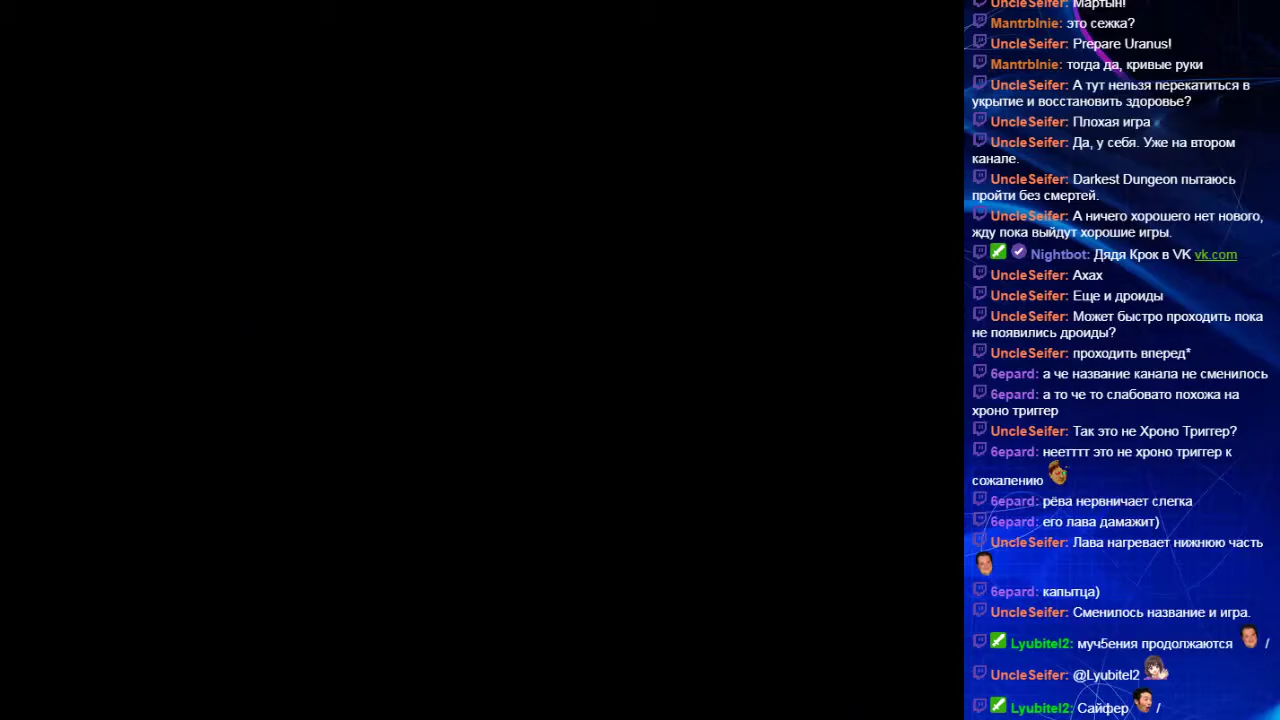 UncleSeifer: Мартын!
Mantrblnie: это сежка?
UncleSeifer: Prepare Uranus!
Mantrblnie: тогда да, кривые руки
UncleSeifer: А тут нельзя перекатиться в
укрытие и восстановить здоровье?
UncleSeifer: Плохая игра
UncleSeifer: Да, у себя. Уже на втором
канале.
UncleSeifer: Darkest Dungeon пытаюсь
пройти без смертей.
UncleSeifer: А ничего хорошего нет нового,
жду пока выйдут хорошие игры.
Nightbot: Дядя Крок в VK vk.com
UncleSeifer: Ахах
UncleSeifer: Еще и дроиды
UncleSeifer: Может быстро проходить пока
не появились дроиды?
UncleSeifer: проходить вперед*
6epard: а че название канала не сменилось
6epard: а то че то слабовато похожа на
хроно триггер
UncleSeifer: Так это не Хроно Триггер?
6epard: неетттт это не хроно триггер к
сожалению
6epard: рёва нервничает слегка
6epard: его лава дамажит)
UncleSeifer: Лава нагревает нижнюю часть
6epard: капытца)
UncleSeifer: Сменилось название и игра.
Lyubitel2: муч5ения продолжаются /
UncleSeifer: @Lyubitel2
Lyubitel2: Сайфер /